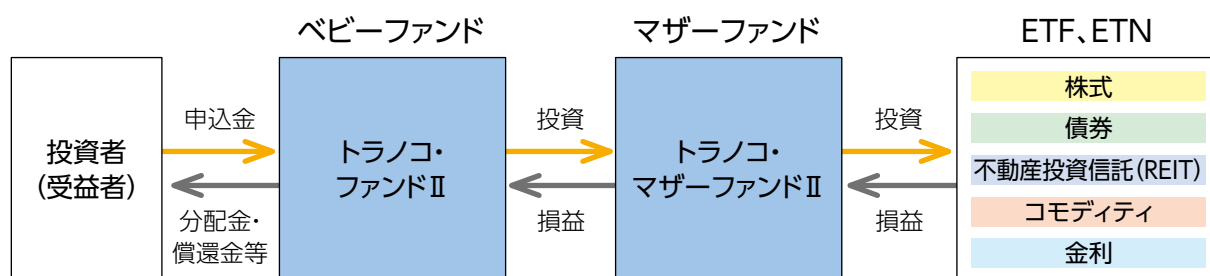 ベビーファンド
マザーファンド
ETF、ETN
投資者
(受益者)
申込金
分配金・
償還金等
トラノコ・
ファンドⅡ
投資
損益
トラノコ・
マザーファンドⅡ
投資
損益
株式
債券
不動産投資信託(REIT)
コモディティ
金利